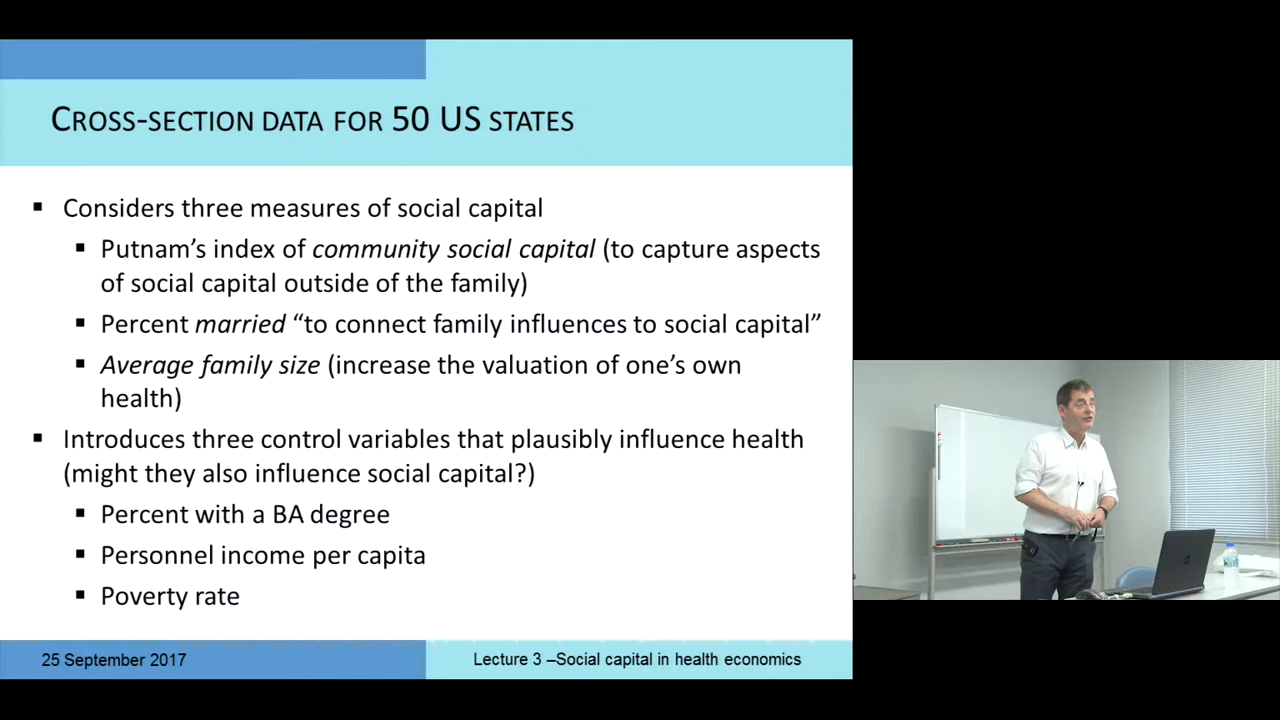 CROSS-SECTION DATA FOR 50 US STATES
▪ Considers three measures of social capital
▪ Putnam’s index of community social capital (to capture aspects
of social capital outside of the family)
▪ Percent married “to connect family influences to social capital”
▪ Average family size (increase the valuation of one’s own
health)
▪ Introduces three control variables that plausibly influence health
(might they also influence social capital?)
▪ Percent with a BA degree
▪ Personnel income per capita
▪ Poverty rate
25 September 2017
Lecture 3 –Social capital in health economics